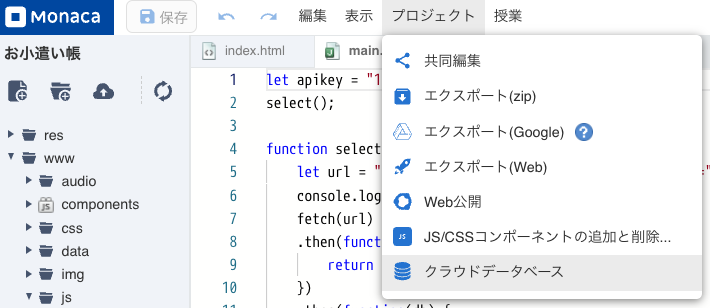 Monaca 保存 編集 表示 プロジェクト 授業
お小遣い帳
index.html main.
res
www
audio
components
css
data
img
js
1 let apikey = "1
2 select();
3
4 function select
5 let url = "
6 console.log
7 fetch(url)
8 .then(funct
9 return
10 })
11
共同編集
エクスポート(zip)
エクスポート(Google) ?
エクスポート(Web)
Web公開
JS JS/CSSコンポーネントの追加と削除...
クラウドデータベース